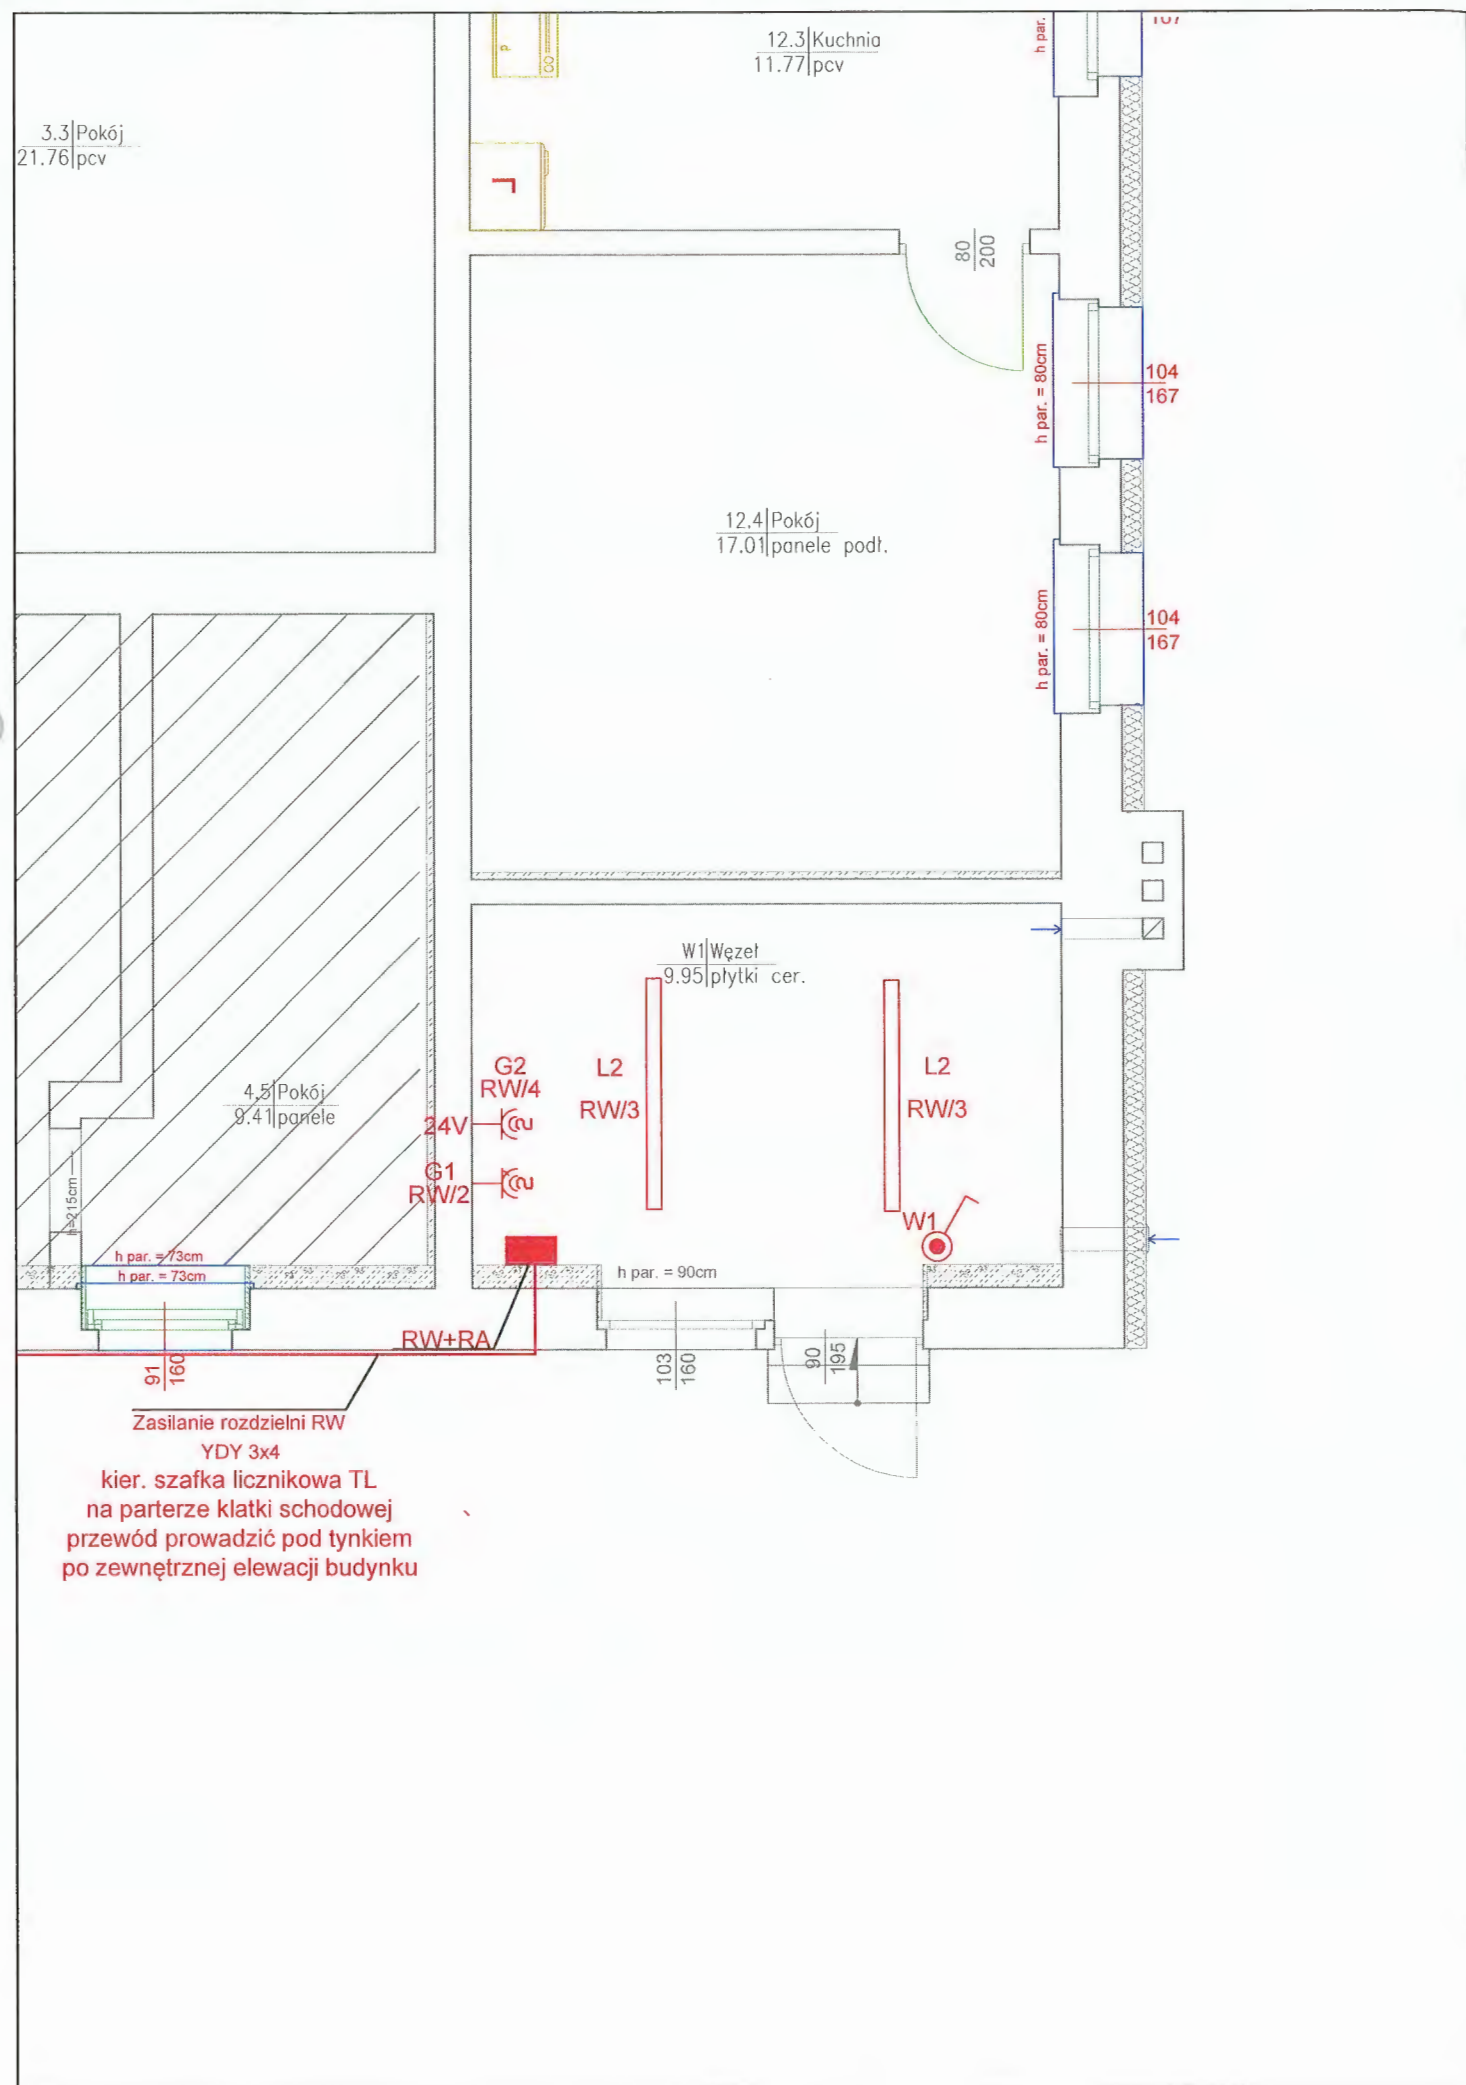 12.3 Kuchnia
11.77 pcv
h par.
P
3.3 Pokój
21.76 pcv
L
80
200
h par. = 80cm
104
167
12.4 Pokój
17.01 panele podł.
h par. = 80cm
104
167
W1 Węzeł
9.95 płytki cer.
G2
RW/4
24V
L2
RW/3
L2
RW/3
4.5 Pokój
9.41 panele
G1
RW/2
h=215cm
W1
h par. = 73cm
h par. = 73cm
h par. = 90cm
RW+RA
91
160
103
160
90
195
Zasilanie rozdzielni RW
YDY 3x4
kier. szafka licznikowa TL
na parterze klatki schodowej
przewód prowadzić pod tynkiem
po zewnętrznej elewacji budynku